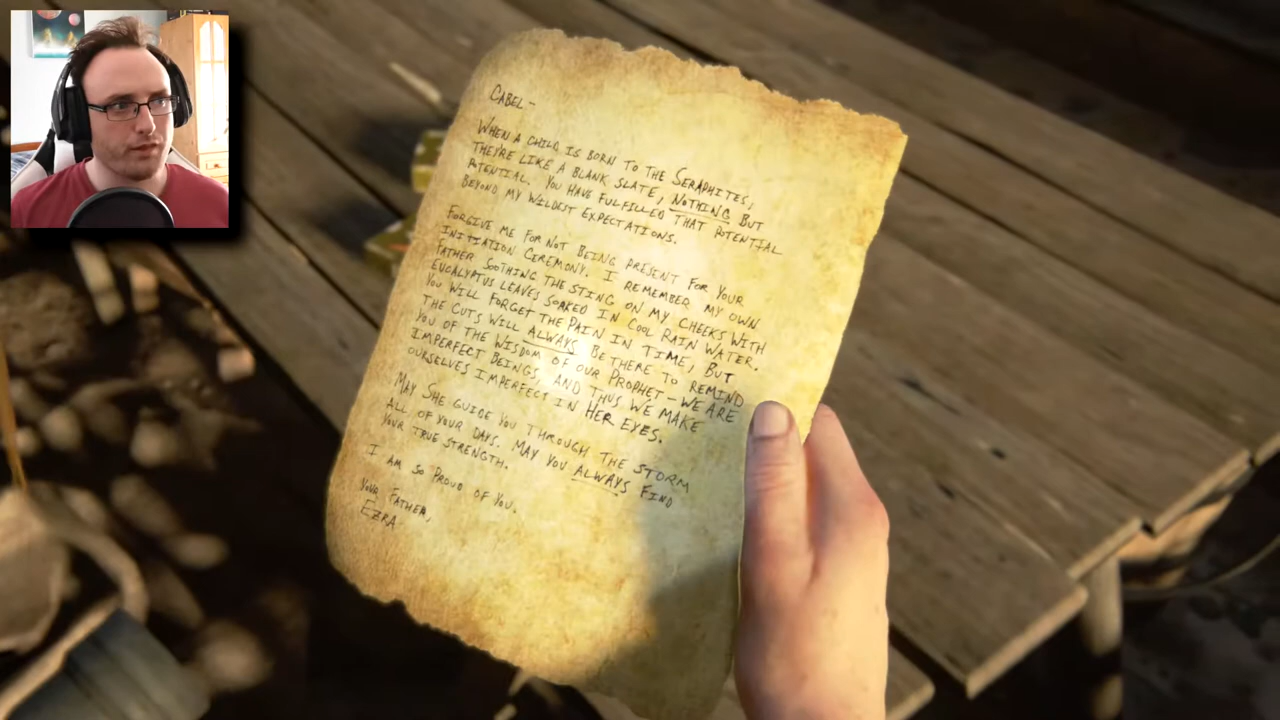 CABEL-
WHEN A CHILD IS BORN TO THE SERAPHITES,
THEY'RE LIKE A BLANK SLATE, NOTHING BUT
POTENTIAL. YOU HAVE FULFILLED THAT POTENTIAL
BEYOND MY WILDEST EXPECTATIONS.
FORGIVE ME FOR NOT BEING PRESENT FOR YOUR
INITIATION CEREMONY. I REMEMBER MY OWN
FATHER SOOTHING THE STING ON MY CHEEKS WITH
EUCALYPTUS LEAVES SOAKED IN COOL RAIN WATER.
YOU WILL FORGET THE PAIN IN TIME, BUT
THE CUTS WILL ALWAYS BE THERE TO REMIND
YOU OF THE WISDOM OF OUR PROPHET - WE ARE
IMPERFECT BEINGS, AND THUS WE MAKE
OURSELVES IMPERFECT IN HER EYES.
MAY SHE GUIDE YOU THROUGH THE STORM
ALL OF YOUR DAYS. MAY YOU ALWAYS FIND
YOUR TRUE STRENGTH.
I AM SO PROUD OF YOU.
YOUR FATHER,
EZRA